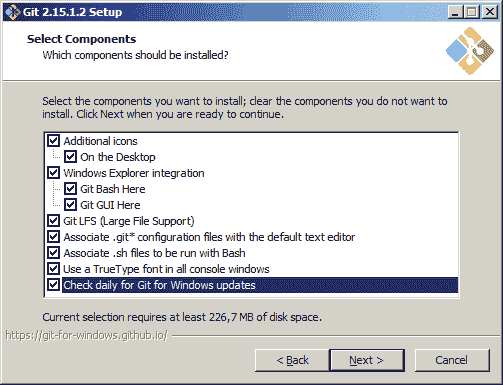 Git 2.15.1.2 Setup
Select Components
Which components should be installed?
Select the components you want to install; clear the components you do not want to
install. Click Next when you are ready to continue.
Additional icons
On the Desktop
Windows Explorer integration
Git Bash Here
Git GUI Here
Git LFS (Large File Support)
Associate .git* configuration files with the default text editor
Associate .sh files to be run with Bash
Use a TrueType font in all console windows
Check daily for Git for Windows updates
Current selection requires at least 226,7 MB of disk space.
https://git-for-windows.github.io/
< Back
Next >
Cancel